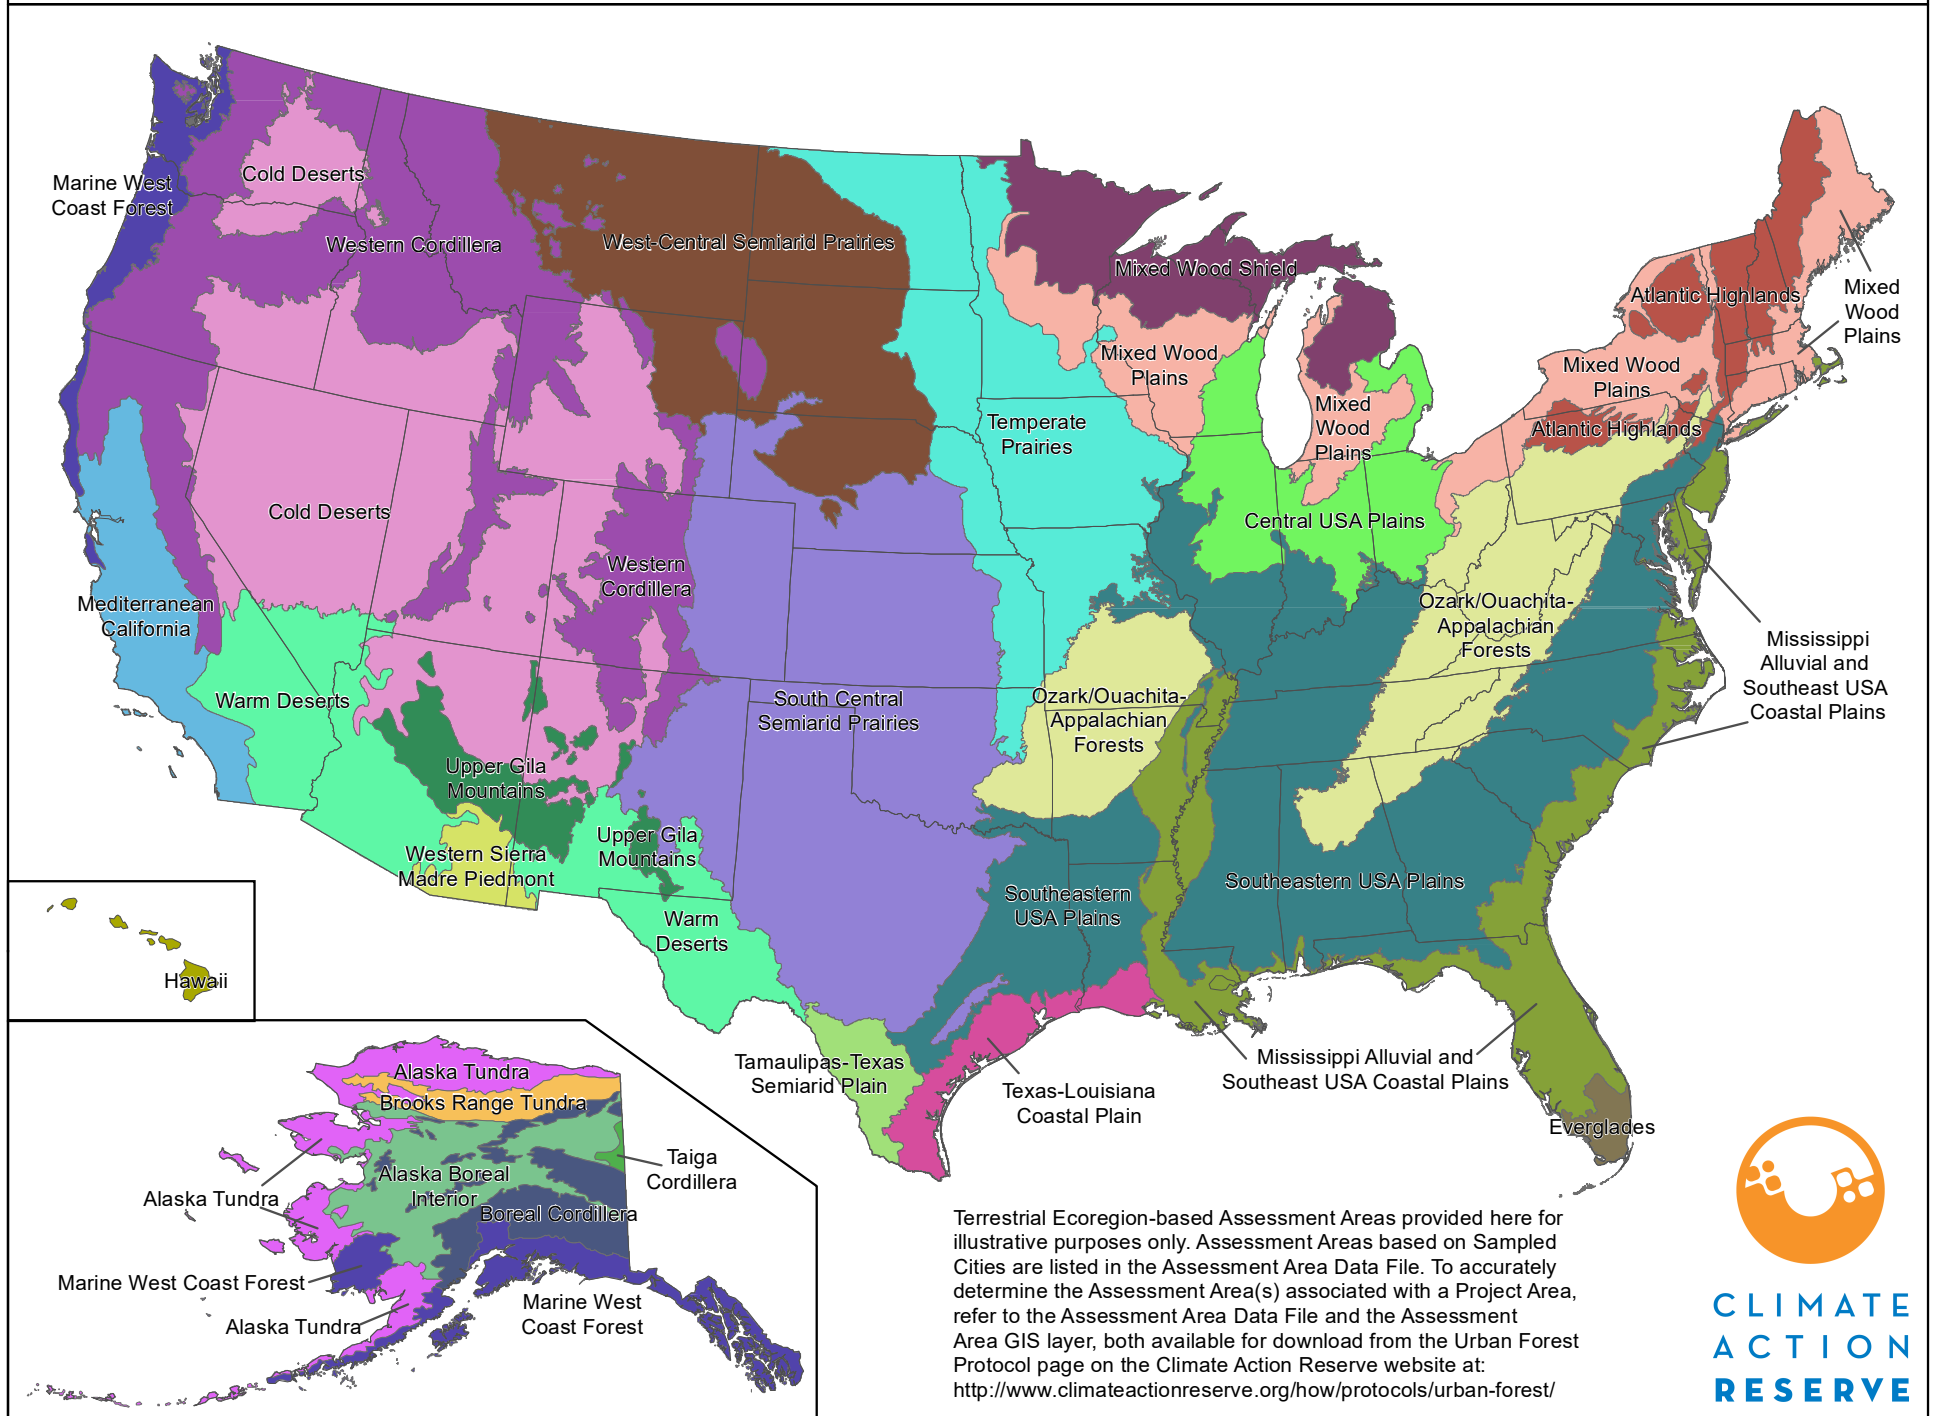 Marine West
Coast Forest
Cold Deserts
Western Cordillera
West-Central Semiarid Prairies
Mixed Wood Shield
Atlantic Highlands
Mixed
Wood
Plains
Mixed Wood
Plains
Mixed Wood
Plains
Mixed
Wood
Plains
Temperate
Prairies
Atlantic Highlands
Cold Deserts
Central USA Plains
Western
Cordillera
Mediterranean
California
Ozark/Ouachita-
Appalachian
Forests
Mississippi
Alluvial and
Southeast USA
Coastal Plains
Warm Deserts
South Central
Semiarid Prairies
Ozark/Ouachita-
Appalachian
Forests
Upper Gila
Mountains
Upper Gila
Mountains
Western Sierra
Madre Piedmont
Southeastern
USA Plains
Southeastern USA Plains
Warm
Deserts
Hawaii
Tamaulipas-Texas
Semiarid Plain
Texas-Louisiana
Coastal Plain
Mississippi Alluvial and
Southeast USA Coastal Plains
Everglades
Alaska Tundra
Brooks Range Tundra
Alaska Boreal
Interior
Taiga
Cordillera
Alaska Tundra
Boreal Cordillera
Marine West Coast Forest
Marine West
Coast Forest
Alaska Tundra
Terrestrial Ecoregion-based Assessment Areas provided here for
illustrative purposes only. Assessment Areas based on Sampled
Cities are listed in the Assessment Area Data File. To accurately
determine the Assessment Area(s) associated with a Project Area,
refer to the Assessment Area Data File and the Assessment
Area GIS layer, both available for download from the Urban Forest
Protocol page on the Climate Action Reserve website at:
http://www.climateactionreserve.org/how/protocols/urban-forest/
CLIMATE
ACTION
RESERVE